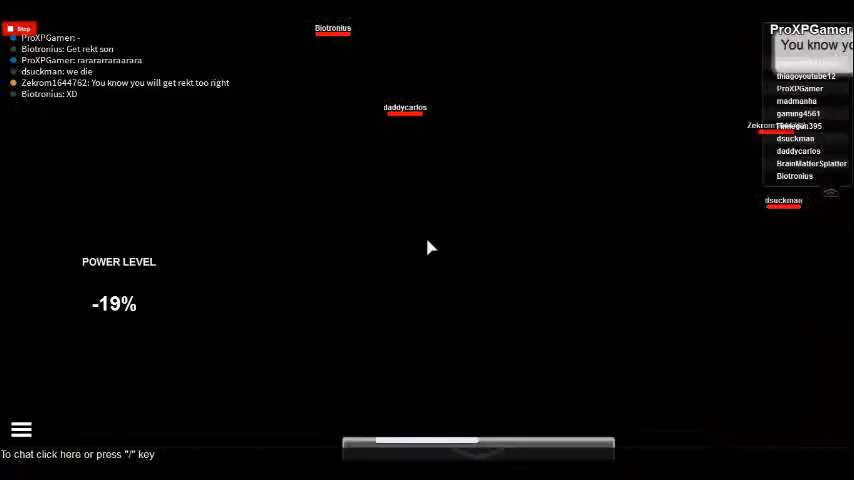 Stop
ProXPGamer: -
Biotronius: Get rekt son
ProXPGamer: rarararraraarara
dsuckman: we die
Zekrom1644762: You know you will get rekt too right
Biotronius: XD
Biotronius
daddycarlos
ProXPGamer
You know yo
thiagoyoutube12
ProXPGamer
madmanha
gaming4561
dsuckman
daddycarlos
BrainMatterSplatter
Biotronius
dsuckman
POWER LEVEL
-19%
To chat click here or press "/" key